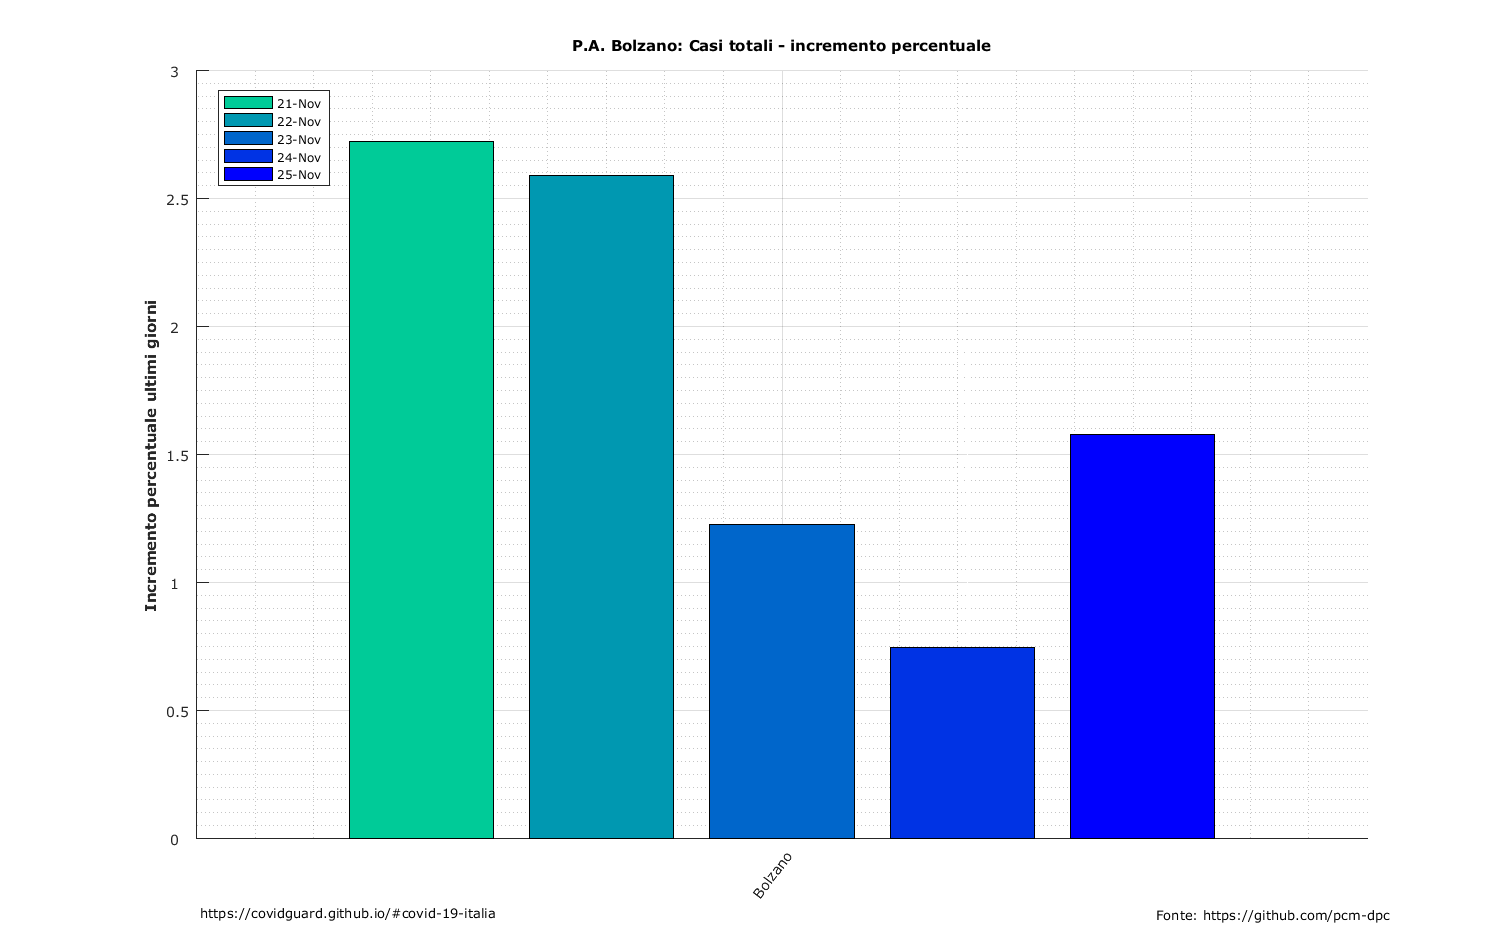 P.A. Bolzano: Casi totali - incremento percentuale
3
2.5
2
1.5
1
0.5
0
Incremento percentuale ultimi giorni
21-Nov
22-Nov
23-Nov
24-Nov
25-Nov
Bolzano
https://covidguard.github.io/#covid-19-italia
Fonte: https://github.com/pcm-dpc